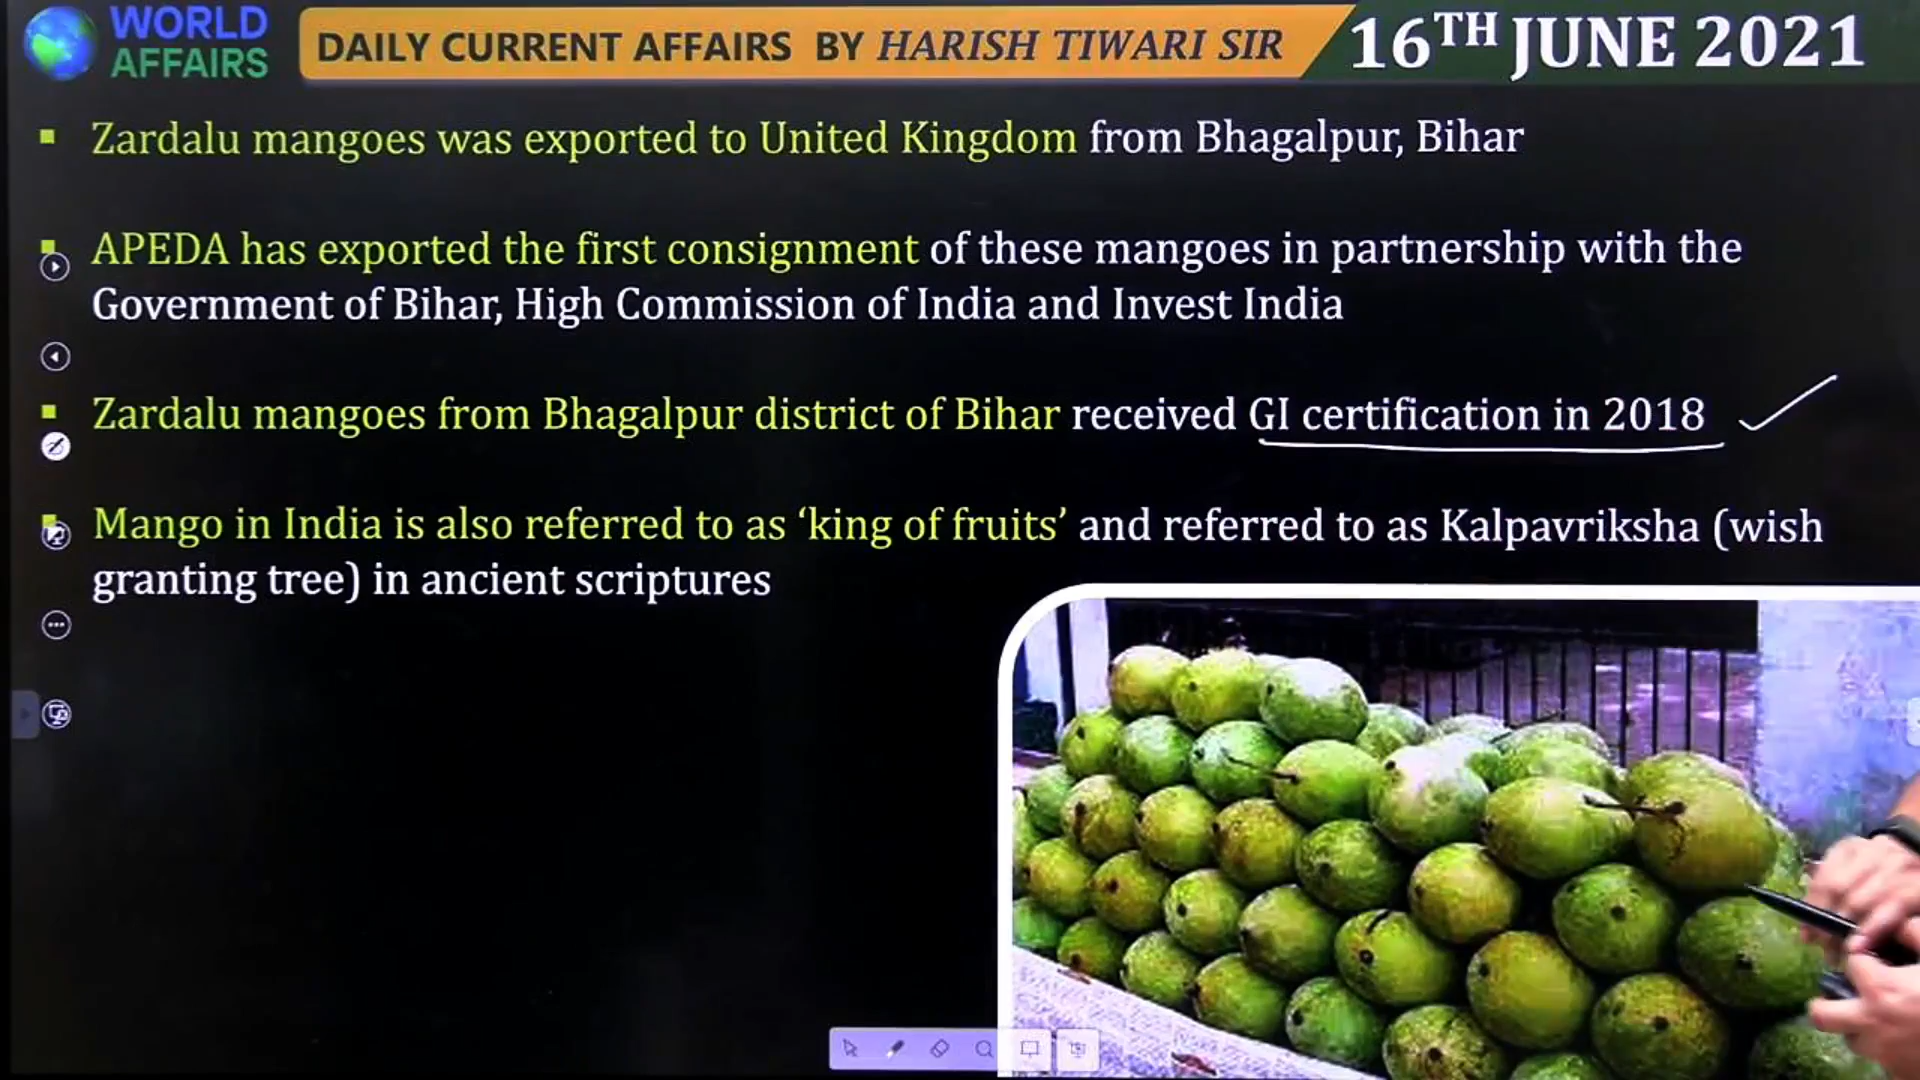 WORLD
AFFAIRS
DAILY CURRENT AFFAIRS BY HARISH TIWARI SIR
16TH JUNE 2021
Zardalu mangoes was exported to United Kingdom from Bhagalpur, Bihar
APEDA has exported the first consignment of these mangoes in partnership with the
Government of Bihar, High Commission of India and Invest India
Zardalu mangoes from Bhagalpur district of Bihar received GI certification in 2018
Mango in India is also referred to as ‘king of fruits’ and referred to as Kalpavriksha (wish
granting tree) in ancient scriptures